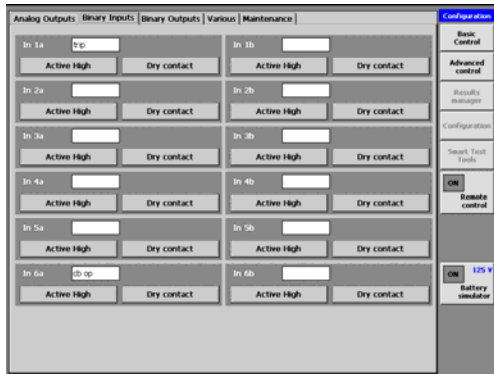 Analog Outputs Binary Inputs Binary Outputs Various Maintenance
In 1a trip In 1b
Active High Dry contact Active High Dry contact
In 2a In 2b
Active High Dry contact Active High Dry contact
In 3a In 3b
Active High Dry contact Active High Dry contact
In 4a In 4b
Active High Dry contact Active High Dry contact
In 5a In 5b
Active High Dry contact Active High Dry contact
In 6a cb op In 6b
Active High Dry contact Active High Dry contact
Configuration
Basic
Control
Advanced
control
Results
manager
Configuration
Smart Test
Tools
ON
Remote
control
ON 125 V
Battery
simulator